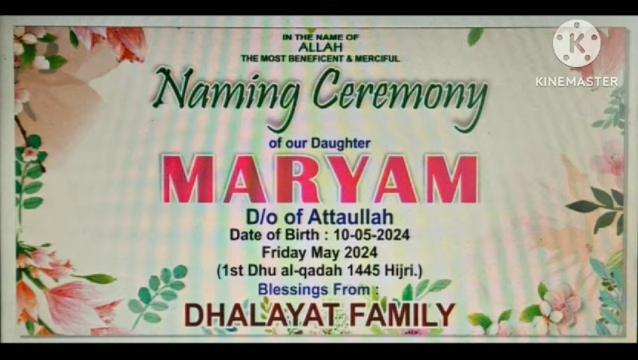 IN THE NAME OF
ALLAH
THE MOST BENEFICENT & MERCIFUL
Naming Ceremony
of our Daughter
MARYAM
D/o of Attaullah
Date of Birth : 10-05-2024
Friday May 2024
(1st Dhu al-qadah 1445 Hijri.)
Blessings From :
DHALAYAT FAMILY
KINEMASTER